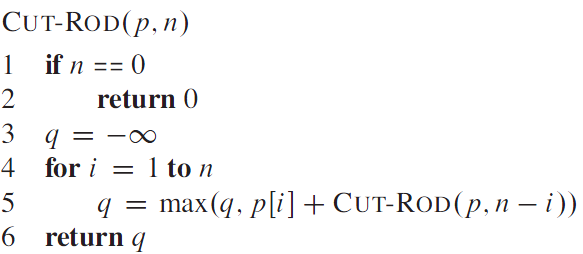 CUT-ROD(p, n)
1 if n == 0
2 return 0
3 q = −∞
4 for i = 1 to n
5 q = max(q, p[i] + CUT-ROD(p, n − i))
6 return q